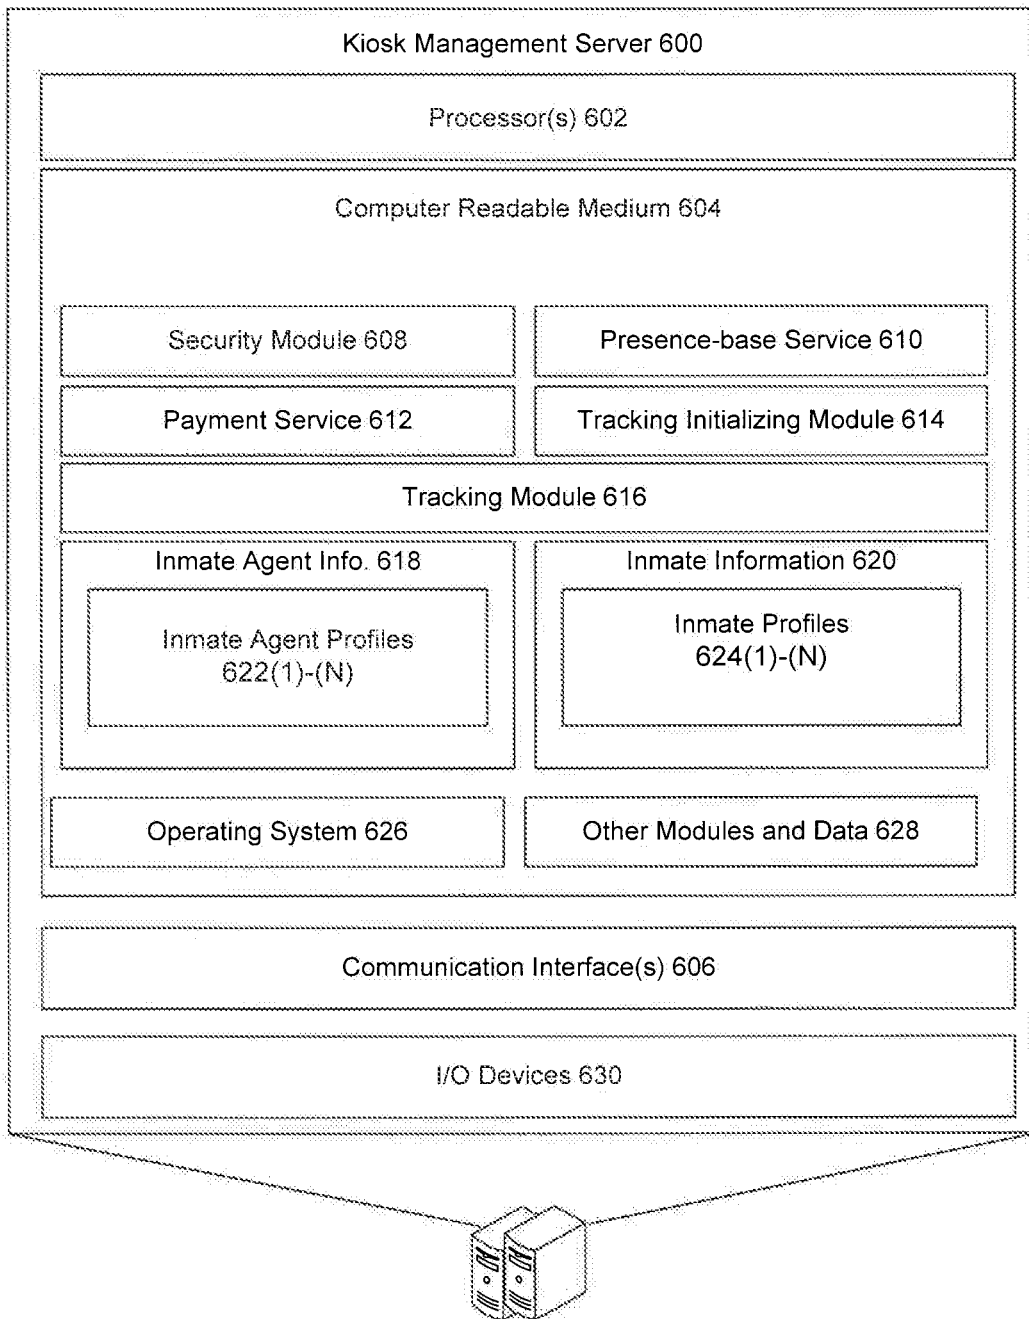 Kiosk Management Server 600
Processor(s) 602
Computer Readable Medium 604
Security Module 608
Presence-base Service 610
Payment Service 612
Tracking Initializing Module 614
Tracking Module 616
Inmate Agent Info. 618
Inmate Information 620
Inmate Agent Profiles
622(1)-(N)
Inmate Profiles
624(1)-(N)
Operating System 626
Other Modules and Data 628
Communication Interface(s) 606
I/O Devices 630